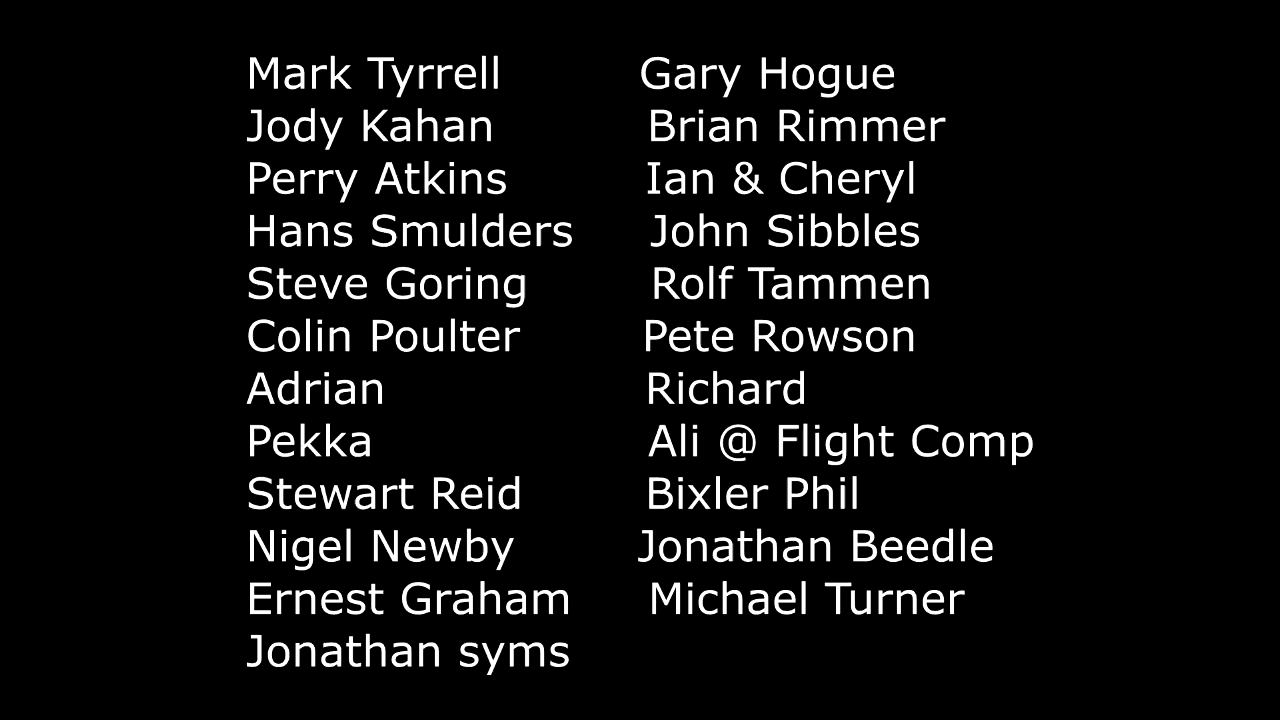 Mark Tyrrell Gary Hogue
Jody Kahan Brian Rimmer
Perry Atkins Ian & Cheryl
Hans Smulders John Sibbles
Steve Goring Rolf Tammen
Colin Poulter Pete Rowson
Adrian Richard
Pekka Ali @ Flight Comp
Stewart Reid Bixler Phil
Nigel Newby Jonathan Beedle
Ernest Graham Michael Turner
Jonathan syms